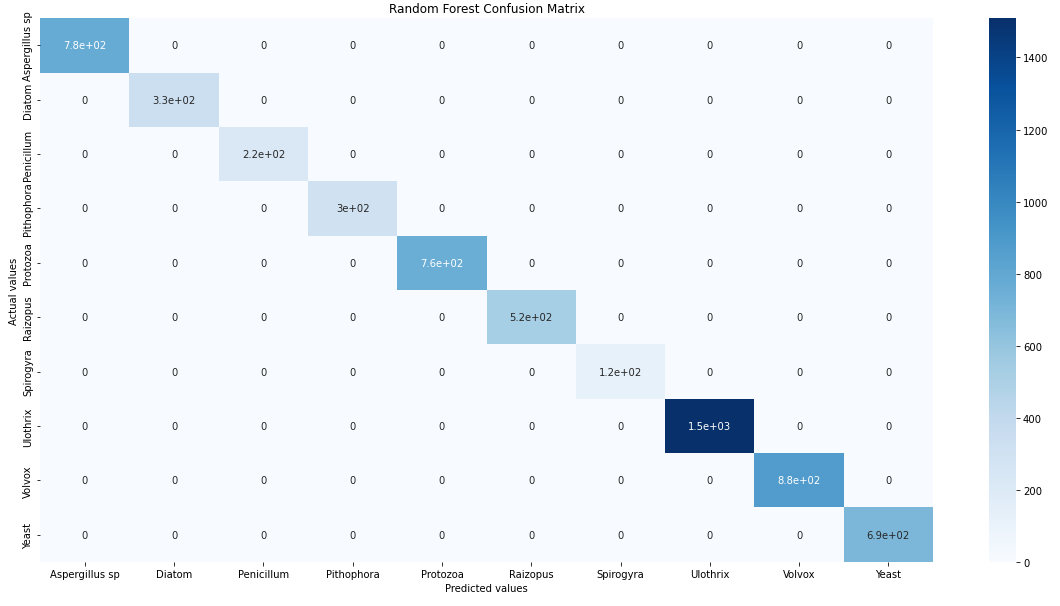 Random Forest Confusion Matrix
Actual values
Aspergillus sp 7.8e+02 0 0 0 0 0 0 0 0 0
Diatom 0 3.3e+02 0 0 0 0 0 0 0 0
Penicillum 0 0 2.2e+02 0 0 0 0 0 0 0
Pithophora 0 0 0 3e+02 0 0 0 0 0 0
Protozoa 0 0 0 0 7.6e+02 0 0 0 0 0
Raizopus 0 0 0 0 0 5.2e+02 0 0 0 0
Spirogyra 0 0 0 0 0 0 1.2e+02 0 0 0
Ulothrix 0 0 0 0 0 0 0 1.5e+03 0 0
Volvox 0 0 0 0 0 0 0 0 8.8e+02 0
Yeast 0 0 0 0 0 0 0 0 0 6.9e+02
Aspergillus sp Diatom Penicillum Pithophora Protozoa Raizopus Spirogyra Ulothrix Volvox Yeast
Predicted values
1400
1200
1000
800
600
400
200
0